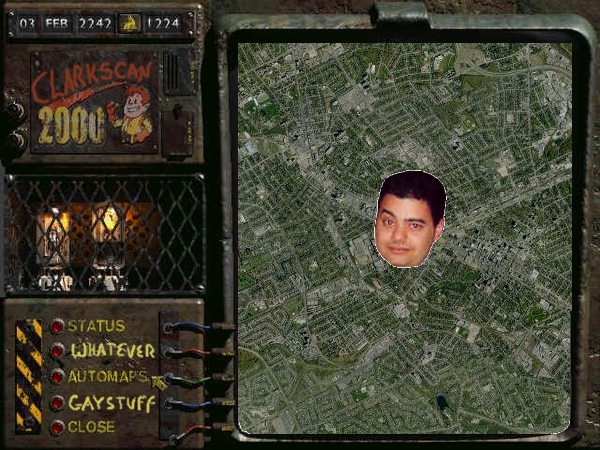 03 FEB 2242 1224
CLARKSCAN
2000
STATUS
WHATEVER
AUTOMAPS
GAYSTUFF
CLOSE